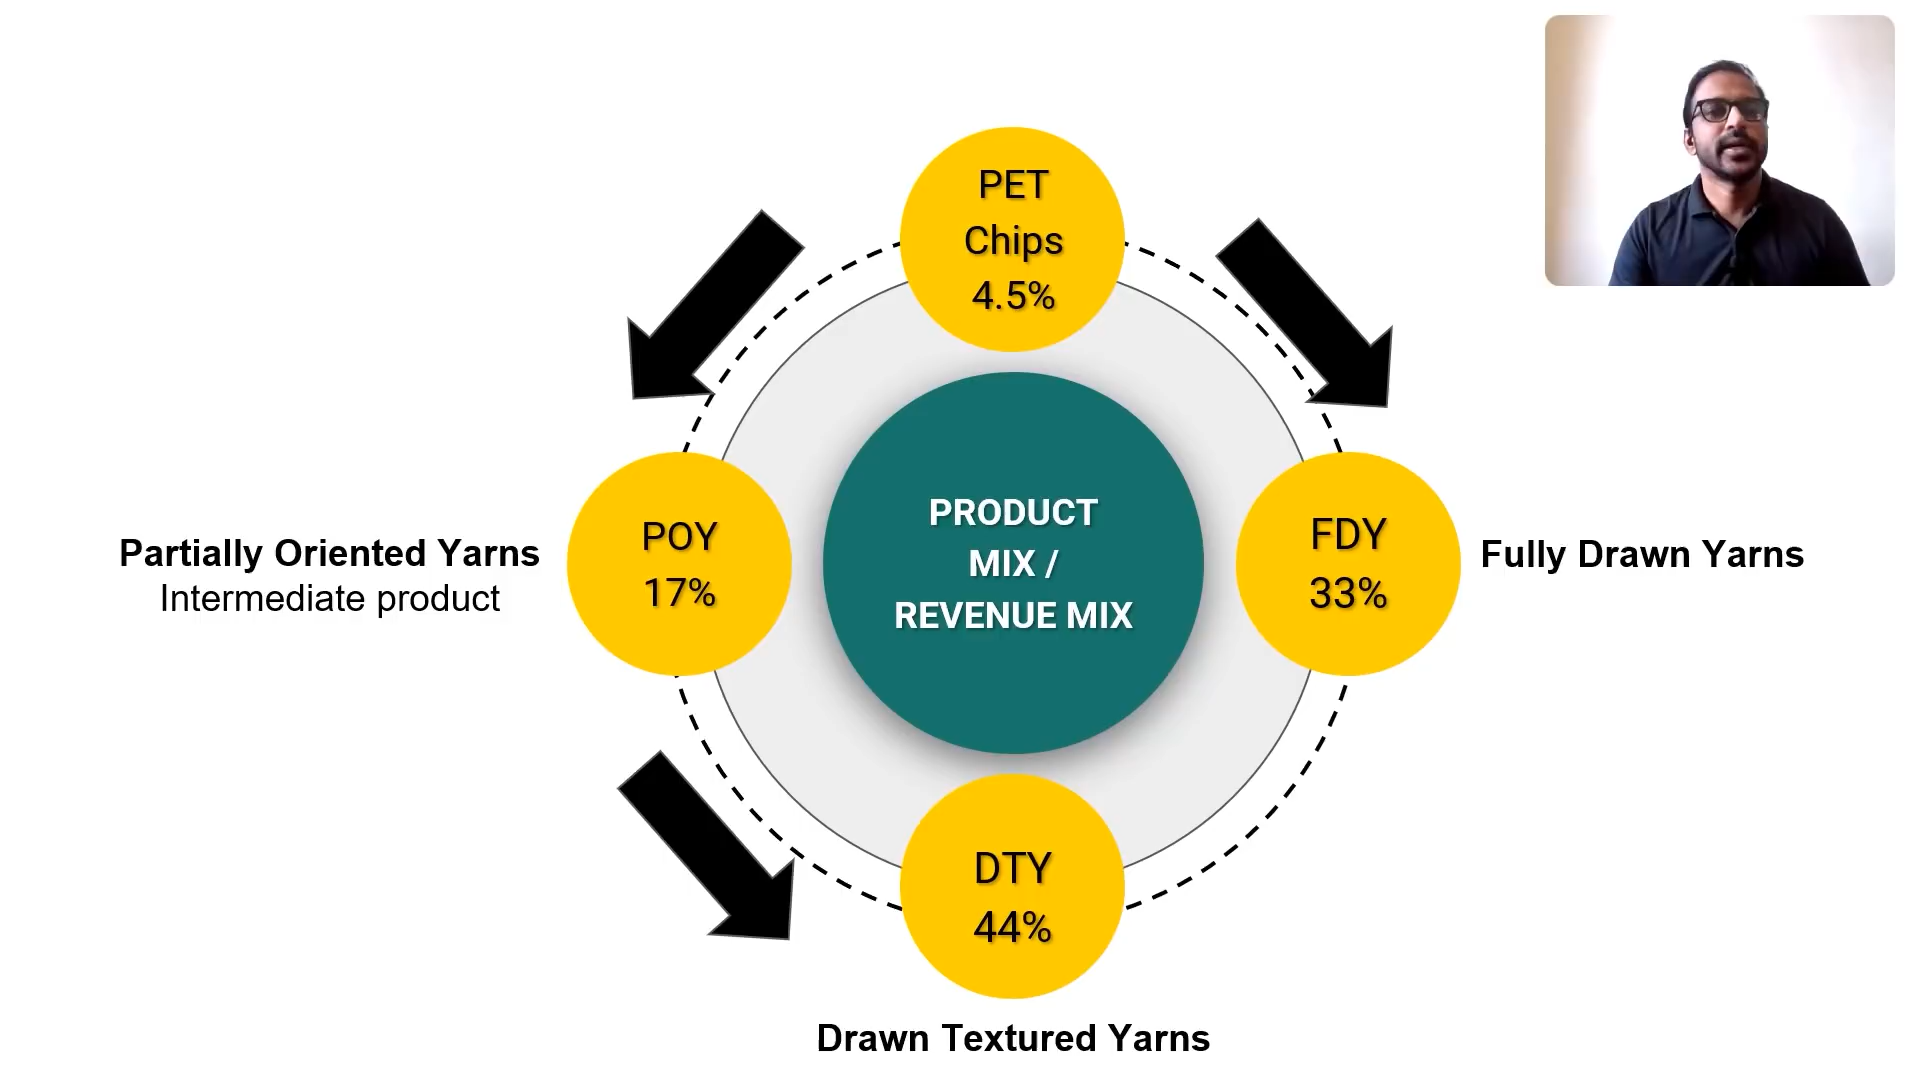 PET
Chips
4.5%
Partially Oriented Yarns
Intermediate product
POY
17%
PRODUCT
MIX /
REVENUE MIX
FDY
33%
Fully Drawn Yarns
DTY
44%
Drawn Textured Yarns